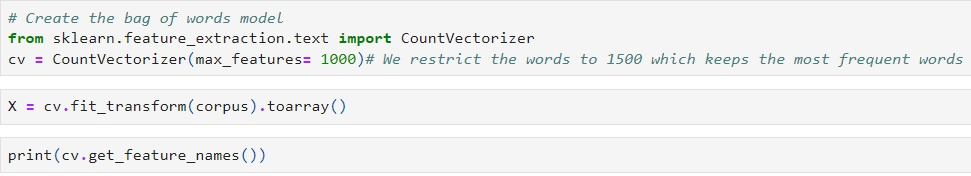 # Create the bag of words model
from sklearn.feature_extraction.text import CountVectorizer
cv = CountVectorizer(max_features= 1000)# We restrict the words to 1500 which keeps the most frequent words
X = cv.fit_transform(corpus).toarray()
print(cv.get_feature_names())